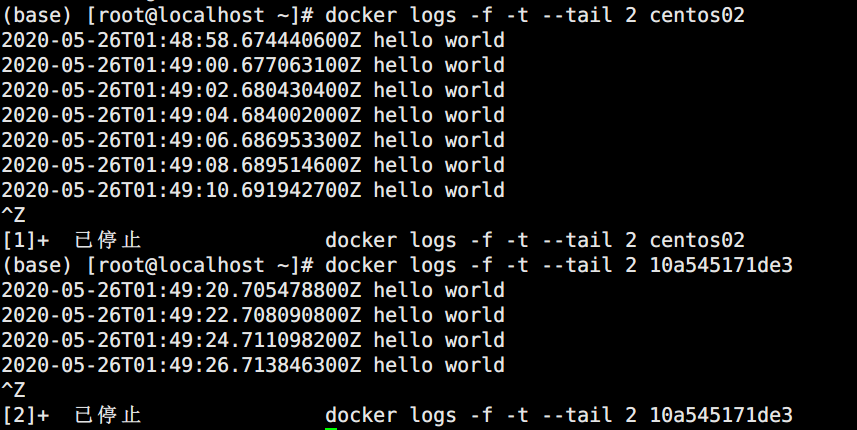 (base) [root@localhost ~]# docker logs -f -t --tail 2 centos02
2020-05-26T01:48:58.674440600Z hello world
2020-05-26T01:49:00.677063100Z hello world
2020-05-26T01:49:02.680430400Z hello world
2020-05-26T01:49:04.684002000Z hello world
2020-05-26T01:49:06.686953300Z hello world
2020-05-26T01:49:08.689514600Z hello world
2020-05-26T01:49:10.691942700Z hello world
^Z
[1]+  已停止               docker logs -f -t --tail 2 centos02
(base) [root@localhost ~]# docker logs -f -t --tail 2 10a545171de3
2020-05-26T01:49:20.705478800Z hello world
2020-05-26T01:49:22.708090800Z hello world
2020-05-26T01:49:24.711098200Z hello world
2020-05-26T01:49:26.713846300Z hello world
^Z
[2]+  已停止               docker logs -f -t --tail 2 10a545171de3